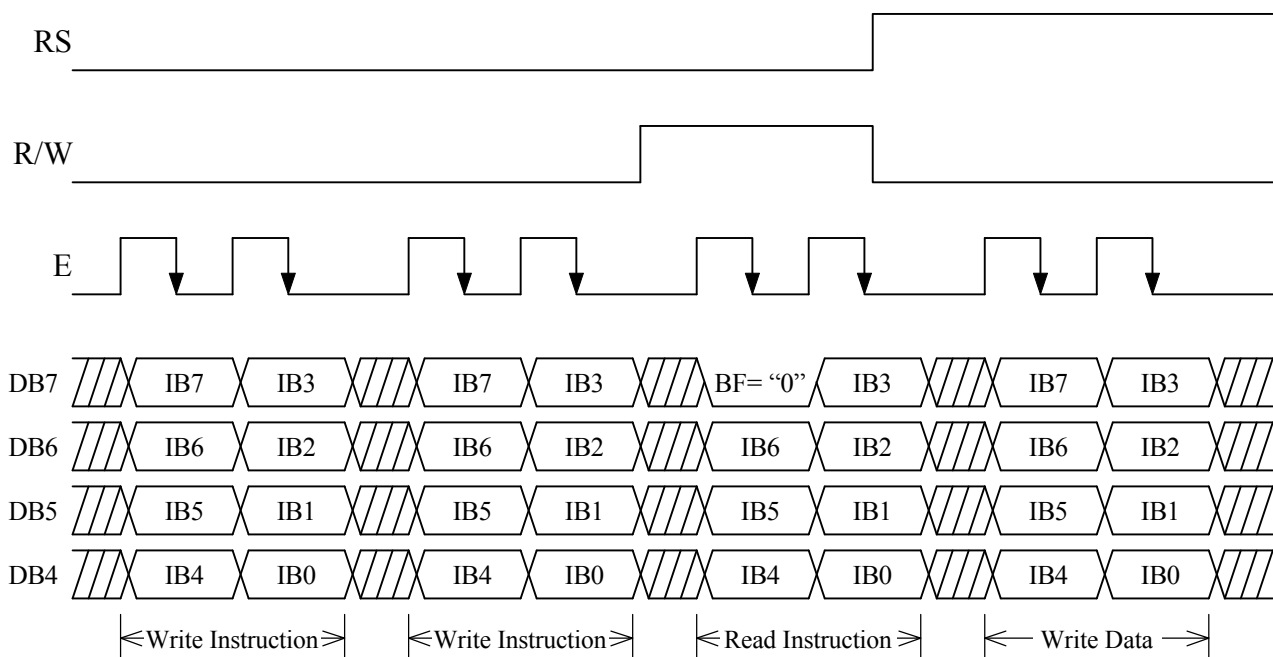 RS
R/W
E
DB7 IB7 IB3 IB7 IB3 BF= “0” IB3 IB7 IB3
DB6 IB6 IB2 IB6 IB2 IB6 IB2 IB6 IB2
DB5 IB5 IB1 IB5 IB1 IB5 IB1 IB5 IB1
DB4 IB4 IB0 IB4 IB0 IB4 IB0 IB4 IB0
Write Instruction Write Instruction Read Instruction Write Data